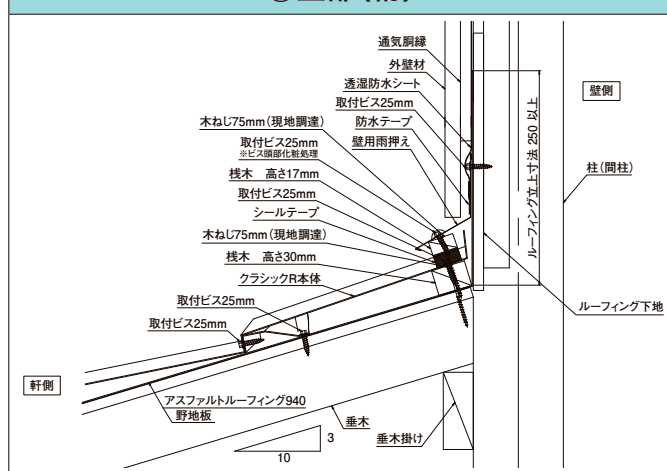 通気胴縁
外壁材
透湿防水シート
取付ビス25mm
防水テープ
壁用雨押え
木ねじ75mm(現地調達)
取付ビス25mm
※ビス頭部化粧処理
桟木 高さ17mm
取付ビス25mm
シールテープ
木ねじ75mm(現地調達)
桟木 高さ30mm
クラシックR本体
取付ビス25mm
取付ビス25mm
壁側
柱(間柱)
ルーフィング立上寸法 250 以上
ルーフィング下地
軒側
アスファルトルーフィング940
野地板
垂木
垂木掛け
3
10